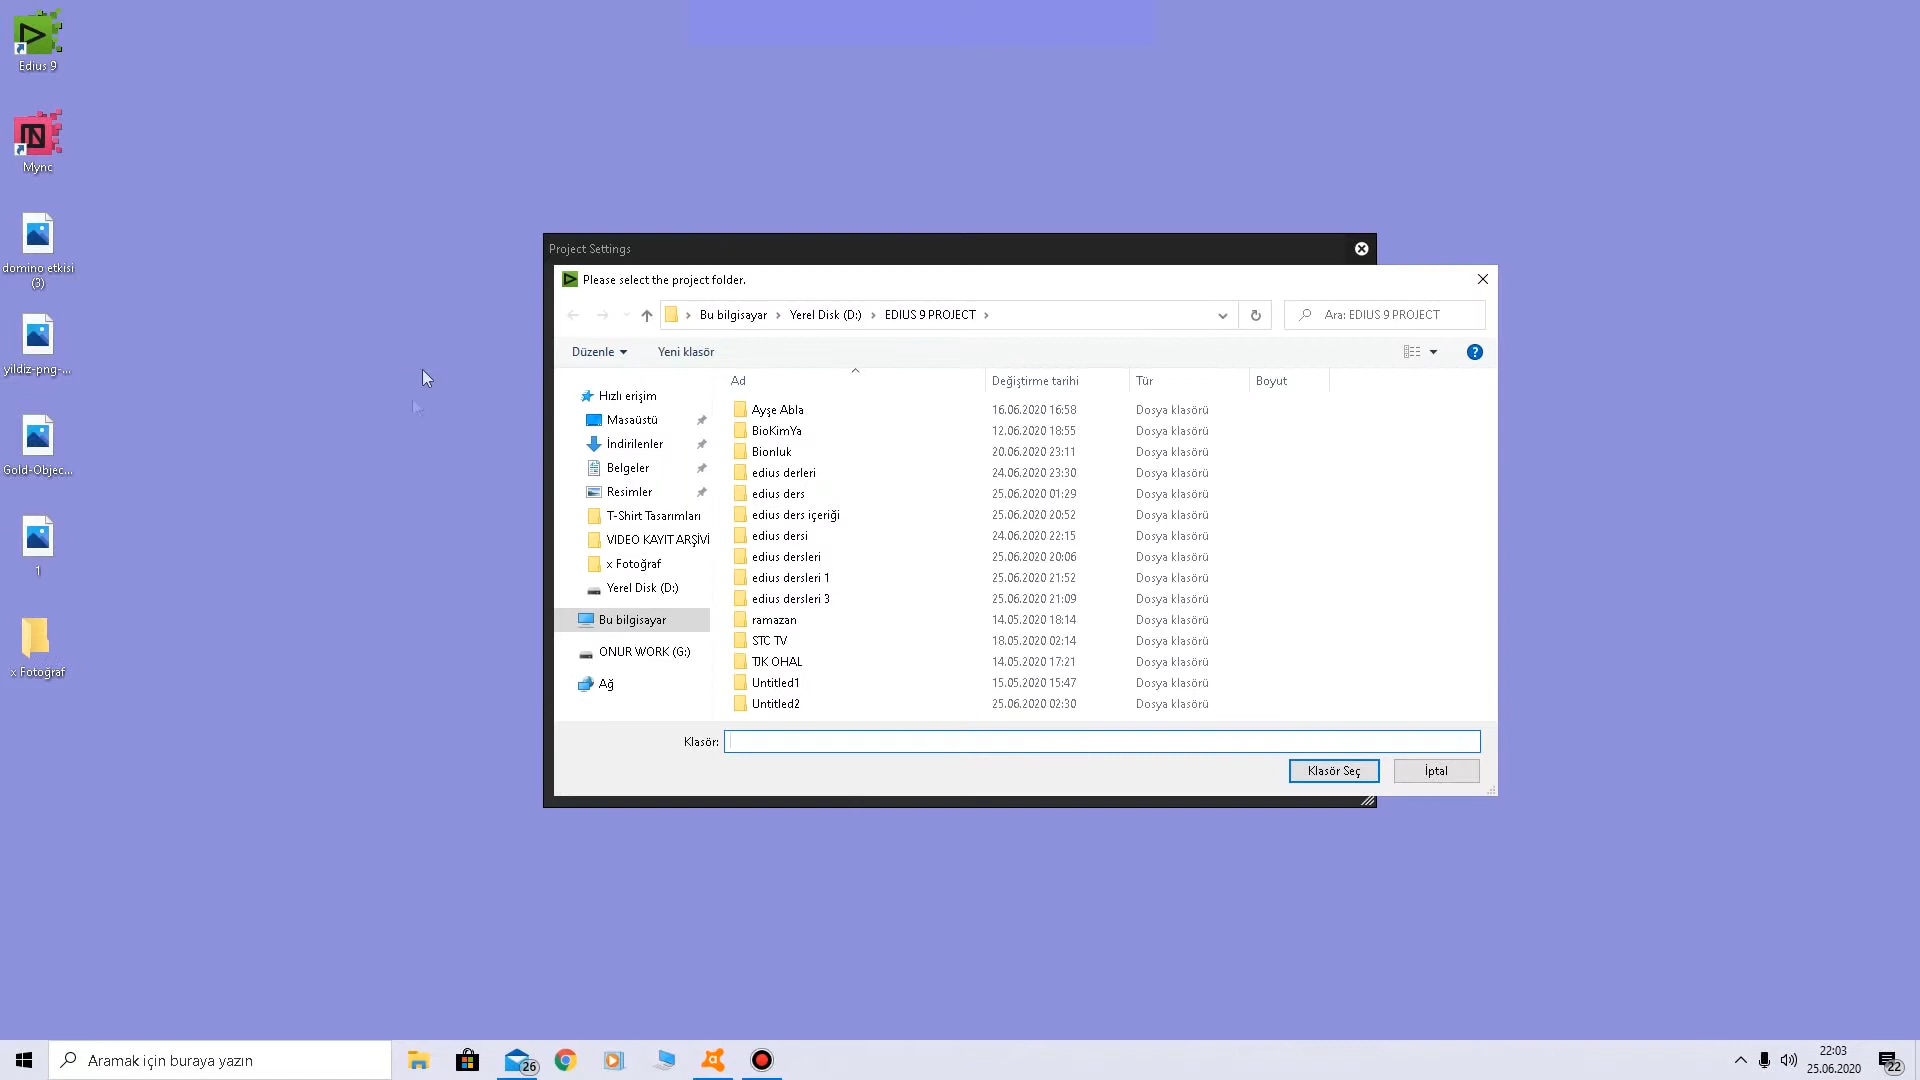 Edius 9
Mync
domino etkisi
(3)
yildiz-png-...
Gold-Objec...
1
x Fotoğraf
Project Settings
Please select the project folder.
Bu bilgisayar
Yerel Disk (D:)
EDIUS 9 PROJECT
Ara: EDIUS 9 PROJECT
Düzenle
Yeni klasör
Hızlı erişim
Masaüstü
İndirilenler
Belgeler
Resimler
T-Shirt Tasarımları
VIDEO KAYIT ARŞİVİ
x Fotoğraf
Yerel Disk (D:)
Bu bilgisayar
ONUR WORK (G:)
Ağ
Ad Değiştirme tarihi Tür Boyut
Ayşe Abla 16.06.2020 16:58 Dosya klasörü
BioKimYa 12.06.2020 18:55 Dosya klasörü
Bionluk 20.06.2020 23:11 Dosya klasörü
edius derleri 24.06.2020 23:30 Dosya klasörü
edius ders 25.06.2020 01:29 Dosya klasörü
edius ders içeriği 25.06.2020 20:52 Dosya klasörü
edius dersi 24.06.2020 22:15 Dosya klasörü
edius dersleri 25.06.2020 20:06 Dosya klasörü
edius dersleri 1 25.06.2020 21:52 Dosya klasörü
edius dersleri 3 25.06.2020 21:09 Dosya klasörü
ramazan 14.05.2020 18:14 Dosya klasörü
STC TV 18.05.2020 02:14 Dosya klasörü
TJK OHAL 14.05.2020 17:21 Dosya klasörü
Untitled1 15.05.2020 15:47 Dosya klasörü
Untitled2 25.06.2020 02:30 Dosya klasörü
Klasör:
Klasör Seç
İptal
Aramak için buraya yazın
26
22:03
25.06.2020
22